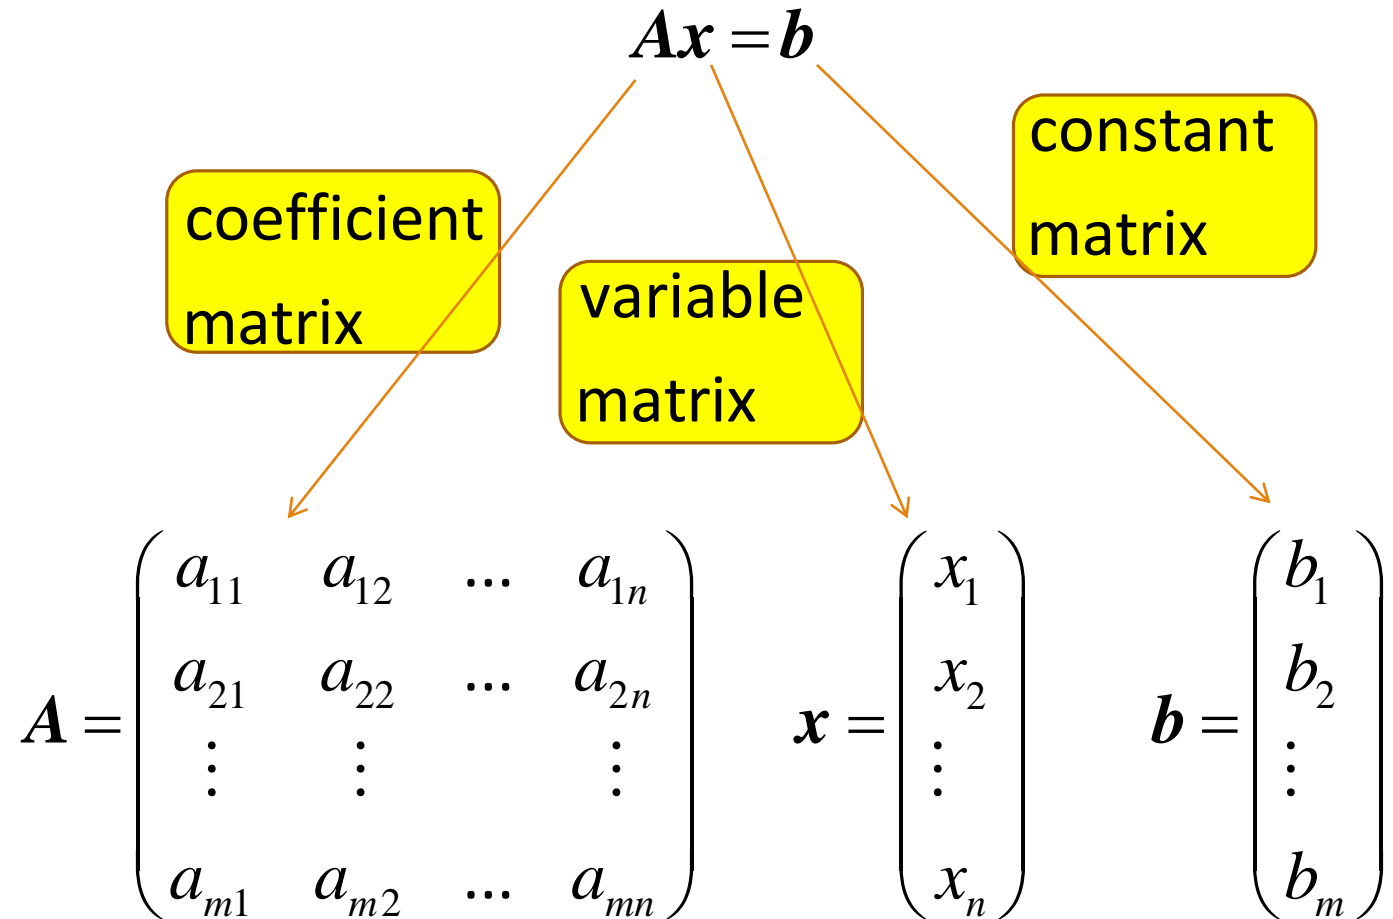 Ax = b
constant
matrix
coefficient
matrix
variable
matrix
A = ( a₁₁ a₁₂ ... a₁ₙ
a₂₁ a₂₂ ... a₂ₙ
⋮ ⋮ ⋮
aₘ₁ aₘ₂ ... aₘₙ )
x = ( x₁
x₂
⋮
xₙ )
b = ( b₁
b₂
⋮
bₘ )